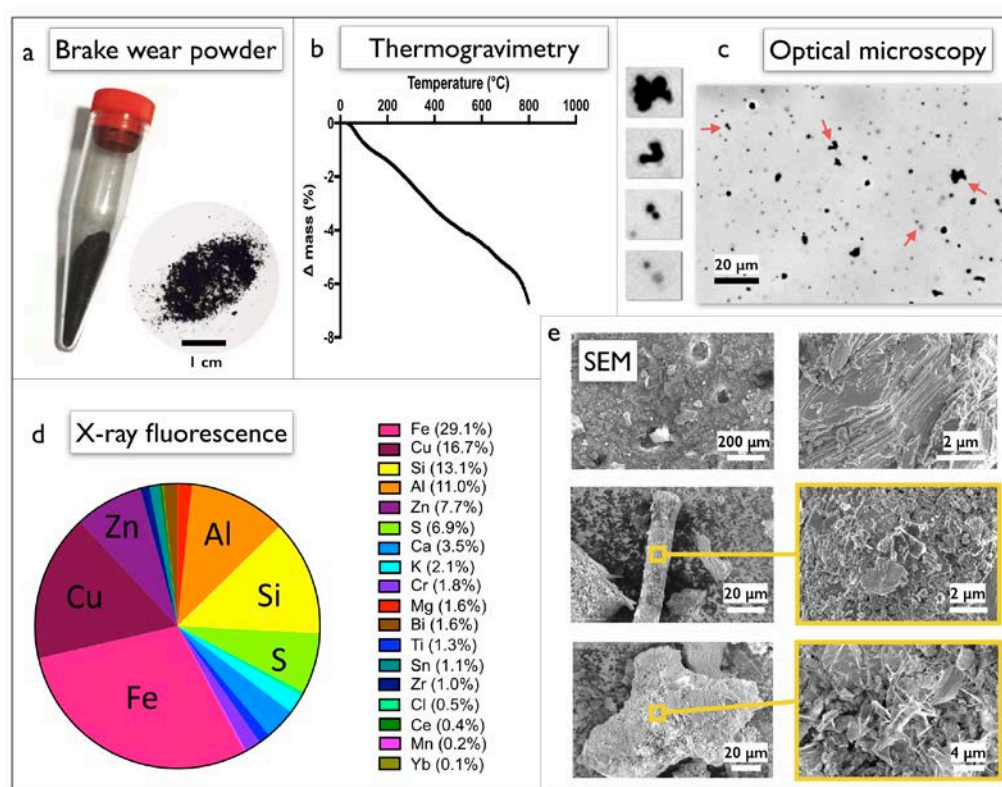 a
Brake wear powder
1 cm
b
Thermogravimetry
Temperature (°C)
0 200 400 600 800 1000
0
-2
-4
-6
-8
Δ mass (%)
c
Optical microscopy
20 µm
d
X-ray fluorescence
Zn
Al
Cu
Si
S
Fe
Fe (29.1%)
Cu (16.7%)
Si (13.1%)
Al (11.0%)
Zn (7.7%)
S (6.9%)
Ca (3.5%)
K (2.1%)
Cr (1.8%)
Mg (1.6%)
Bi (1.6%)
Ti (1.3%)
Sn (1.1%)
Zr (1.0%)
Cl (0.5%)
Ce (0.4%)
Mn (0.2%)
Yb (0.1%)
e
SEM
200 µm
2 µm
20 µm
2 µm
20 µm
4 µm